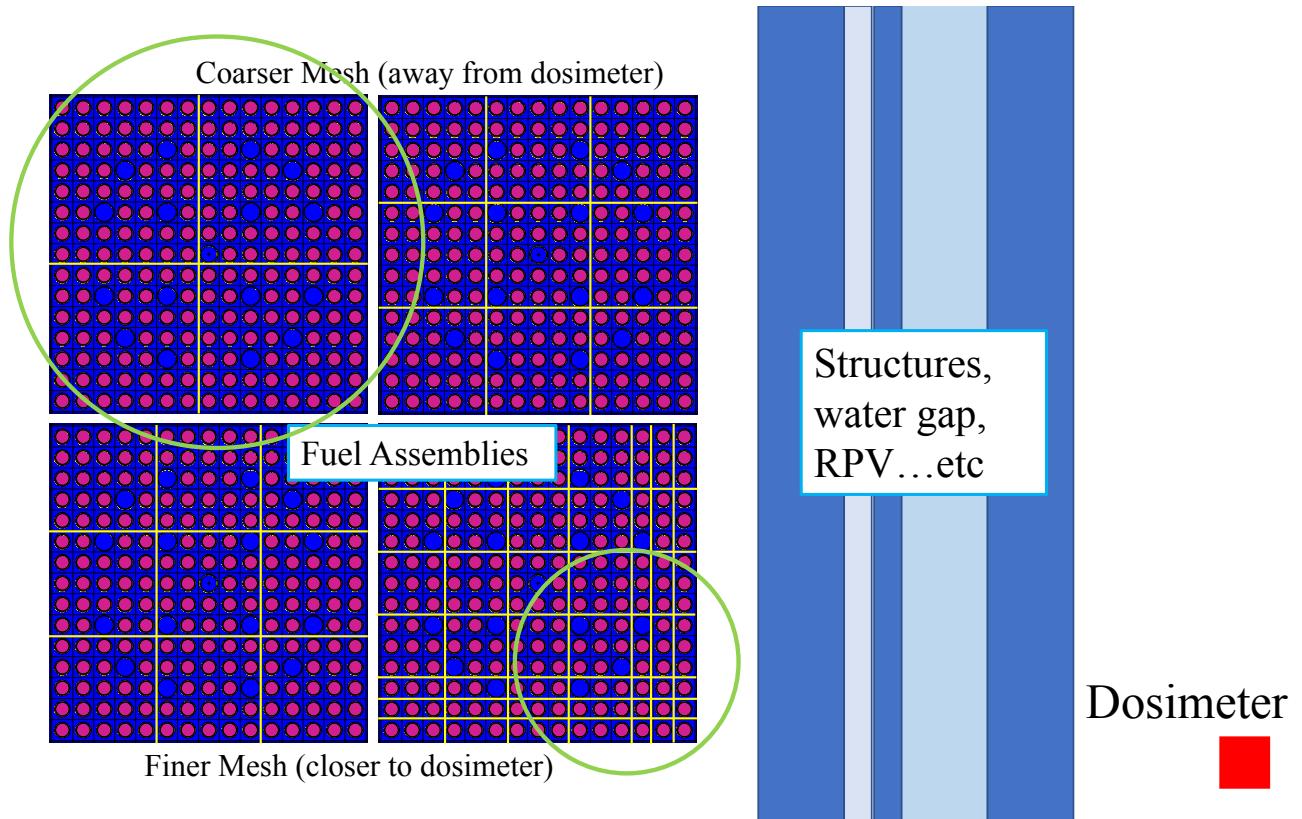 Coarser Mesh (away from dosimeter)
Fuel Assemblies
Structures,
water gap,
RPV…etc
Dosimeter
Finer Mesh (closer to dosimeter)